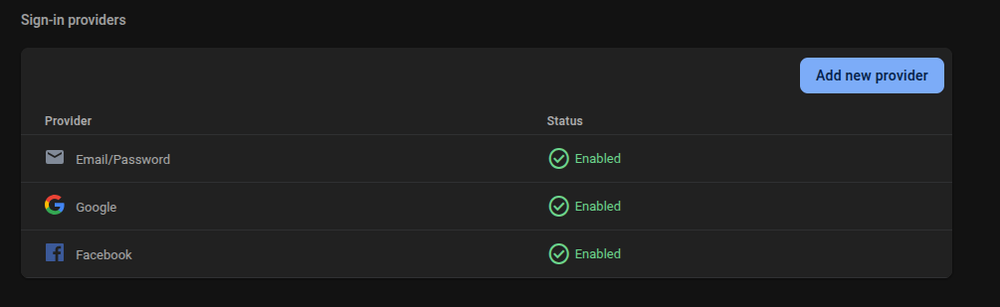 Sign-in providers
Add new provider
Provider Status
Email/Password Enabled
Google Enabled
Facebook Enabled